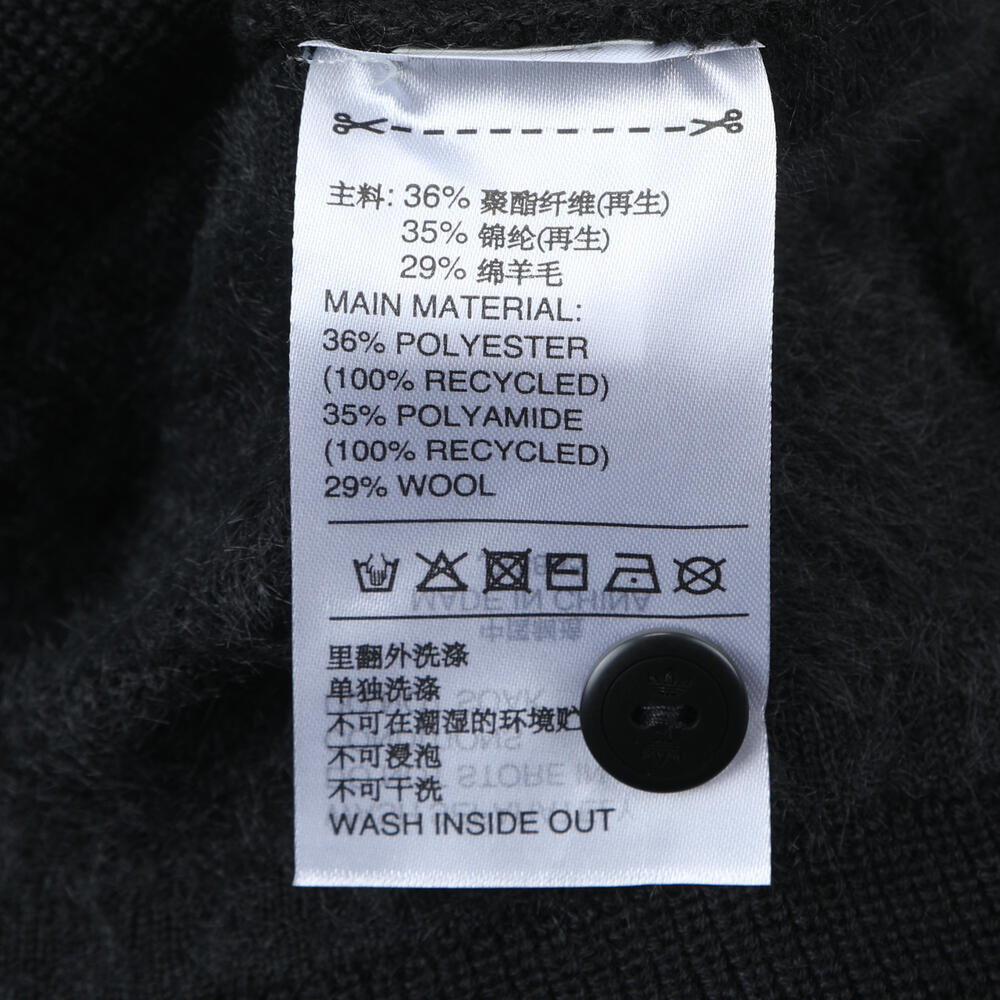 主料: 36% 聚酯纤维(再生)
35% 锦纶(再生)
29% 绵羊毛
MAIN MATERIAL:
36% POLYESTER
(100% RECYCLED)
35% POLYAMIDE
(100% RECYCLED)
29% WOOL
MADE IN CHINA
里翻外洗涤
单独洗涤
不可在潮湿的环境贮
不可浸泡
不可干洗
WASH INSIDE OUT